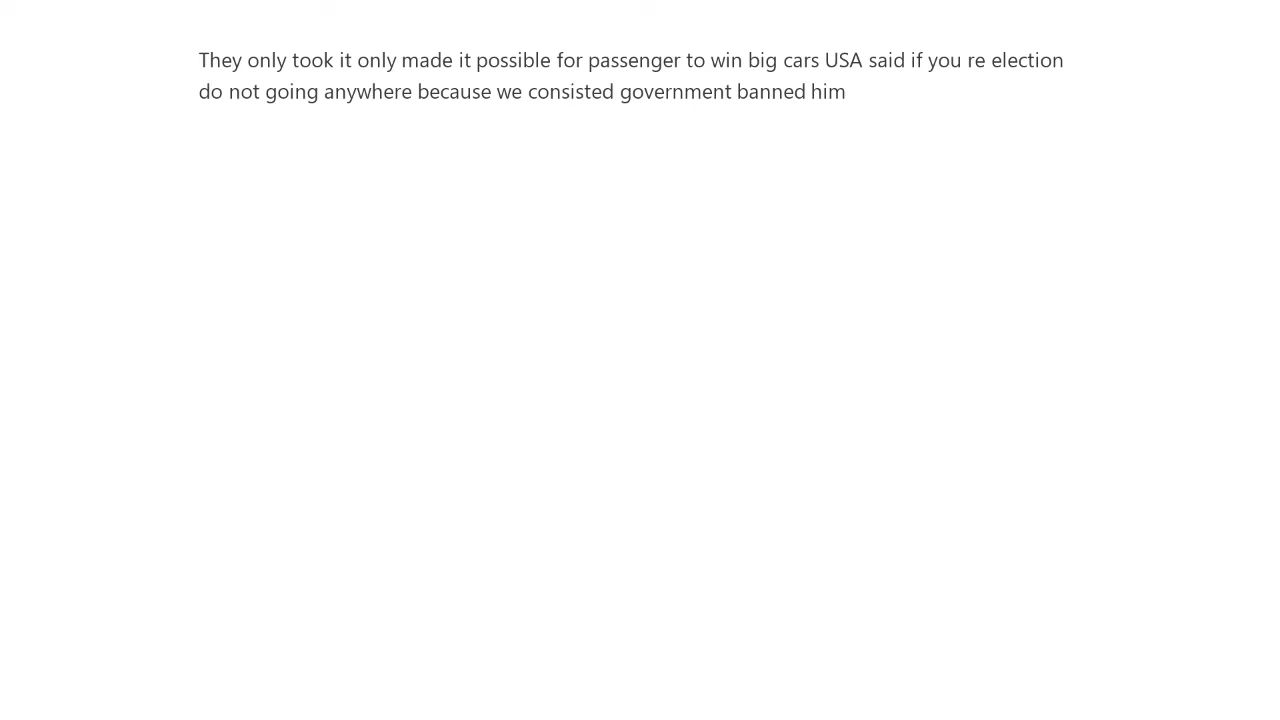 They only took it only made it possible for passenger to win big cars USA said if you re election
do not going anywhere because we consisted government banned him